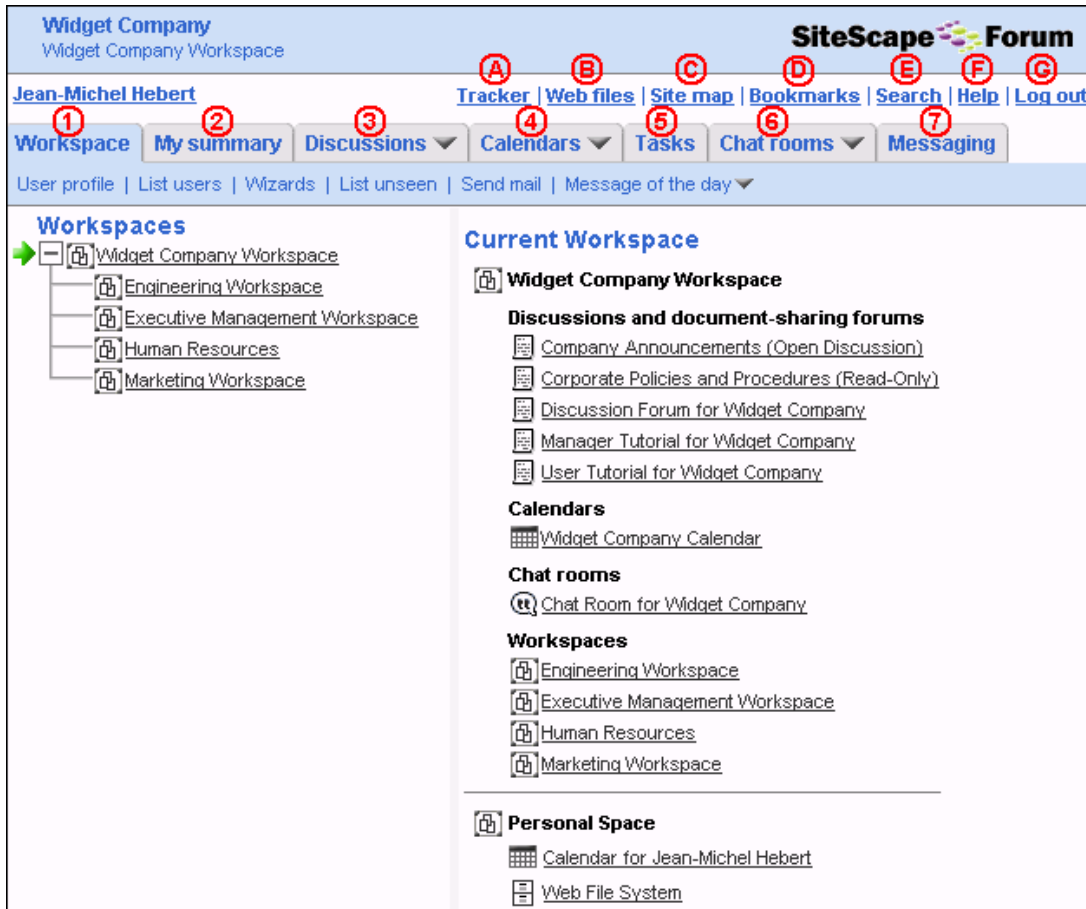 Widget Company
Widget Company Workspace
SiteScape Forum
A B C D E F G
Jean-Michel Hebert
Tracker | Web files | Site map | Bookmarks | Search | Help | Log out
1 2 3 4 5 6 7
Workspace My summary Discussions Calendars Tasks Chat rooms Messaging
User profile | List users | Wizards | List unseen | Send mail | Message of the day
Workspaces
Widget Company Workspace
Engineering Workspace
Executive Management Workspace
Human Resources
Marketing Workspace
Current Workspace
Widget Company Workspace
Discussions and document-sharing forums
Company Announcements (Open Discussion)
Corporate Policies and Procedures (Read-Only)
Discussion Forum for Widget Company
Manager Tutorial for Widget Company
User Tutorial for Widget Company
Calendars
Widget Company Calendar
Chat rooms
Chat Room for Widget Company
Workspaces
Engineering Workspace
Executive Management Workspace
Human Resources
Marketing Workspace
Personal Space
Calendar for Jean-Michel Hebert
Web File System